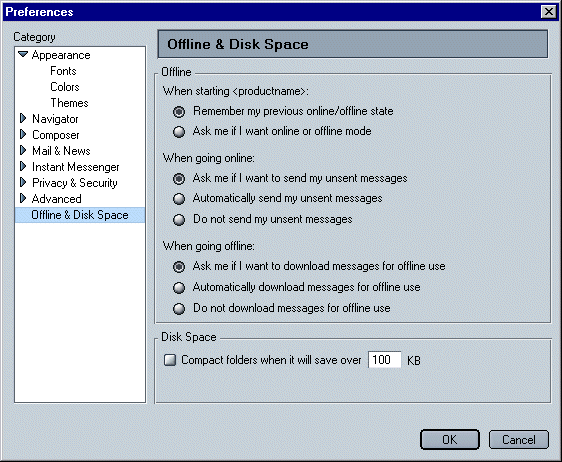 Preferences
Category
Appearance
Fonts
Colors
Themes
Navigator
Composer
Mail & News
Instant Messenger
Privacy & Security
Advanced
Offline & Disk Space
Offline & Disk Space
Offline
When starting <productname>:
Remember my previous online/offline state
Ask me if I want online or offline mode
When going online:
Ask me if I want to send my unsent messages
Automatically send my unsent messages
Do not send my unsent messages
When going offline:
Ask me if I want to download messages for offline use
Automatically download messages for offline use
Do not download messages for offline use
Disk Space
Compact folders when it will save over 100 KB
OK Cancel